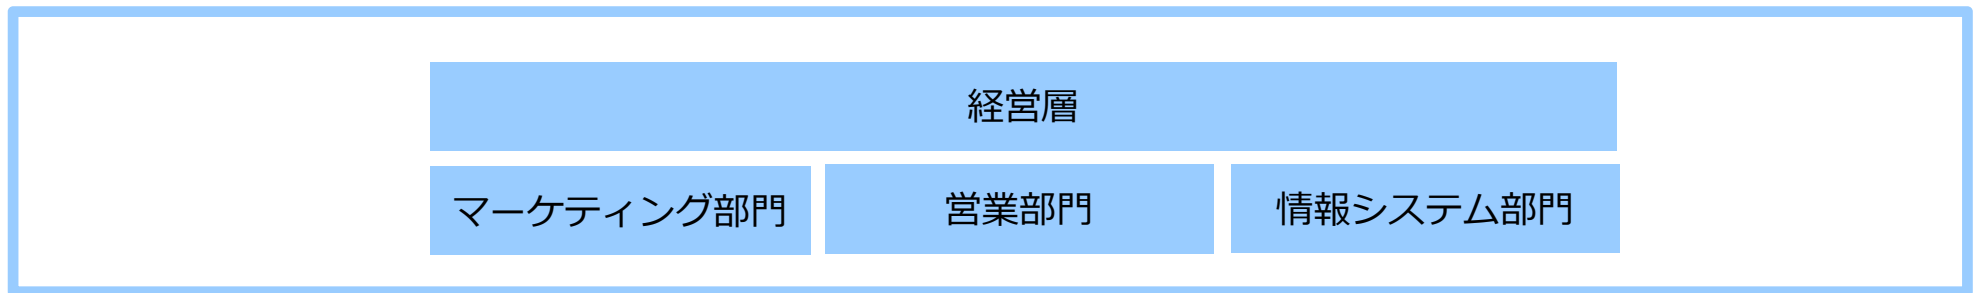 経営層
マーケティング部門
営業部門
情報システム部門